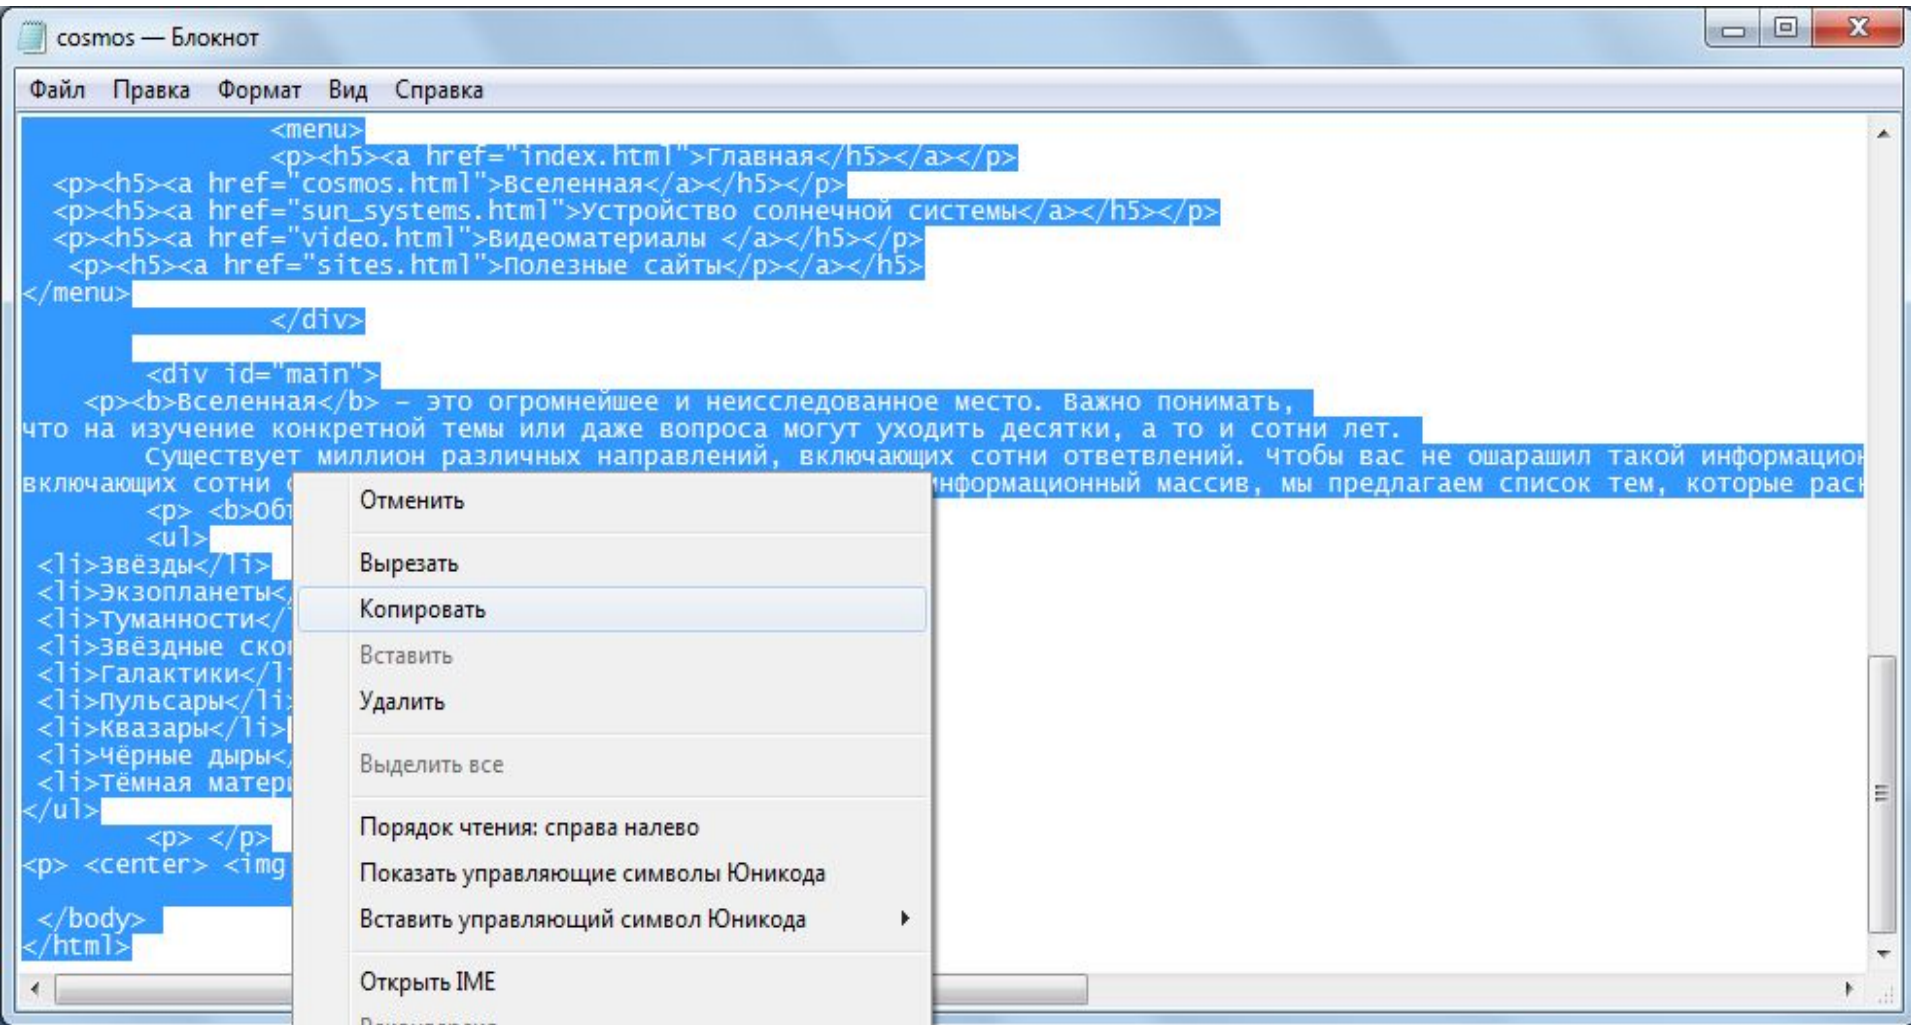 cosmos — Блокнот
Файл Правка Формат Вид Справка
<menu>
<p><h5><a href="index.html">Главная</h5></a></p>
<p><h5><a href="cosmos.html">Вселенная</a></h5></p>
<p><h5><a href="sun_systems.html">Устройство солнечной системы</a></h5></p>
<p><h5><a href="video.html">Видеоматериалы </a></h5></p>
<p><h5><a href="sites.html">Полезные сайты</p></a></h5>
</menu>
</div>
<div id="main">
<p><b>Вселенная</b> – это огромнейшее и неисследованное место. Важно понимать,
что на изучение конкретной темы или даже вопроса могут уходить десятки, а то и сотни лет.
Существует миллион различных направлений, включающих сотни ответвлений. Чтобы вас не ошарашил такой
включающих сотни массив, мы предлагаем список тем, которые
<p> <b>
<ul>
<li>Звёзды</li>
<li>Экзопланеты<
<li>Туманности</
<li>Звёздные
<li>Галактики</l
<li>Пульсары</li>
<li>Квазары</li>
<li>Чёрные дыры<
<li>Тёмная
</ul>
<p> </p>
<p> <center> <img
</body>
</html>
Отменить
Вырезать
Копировать
Вставить
Удалить
Выделить все
Порядок чтения: справа налево
Показать управляющие символы Юникода
Вставить управляющий символ Юникода
Открыть IME